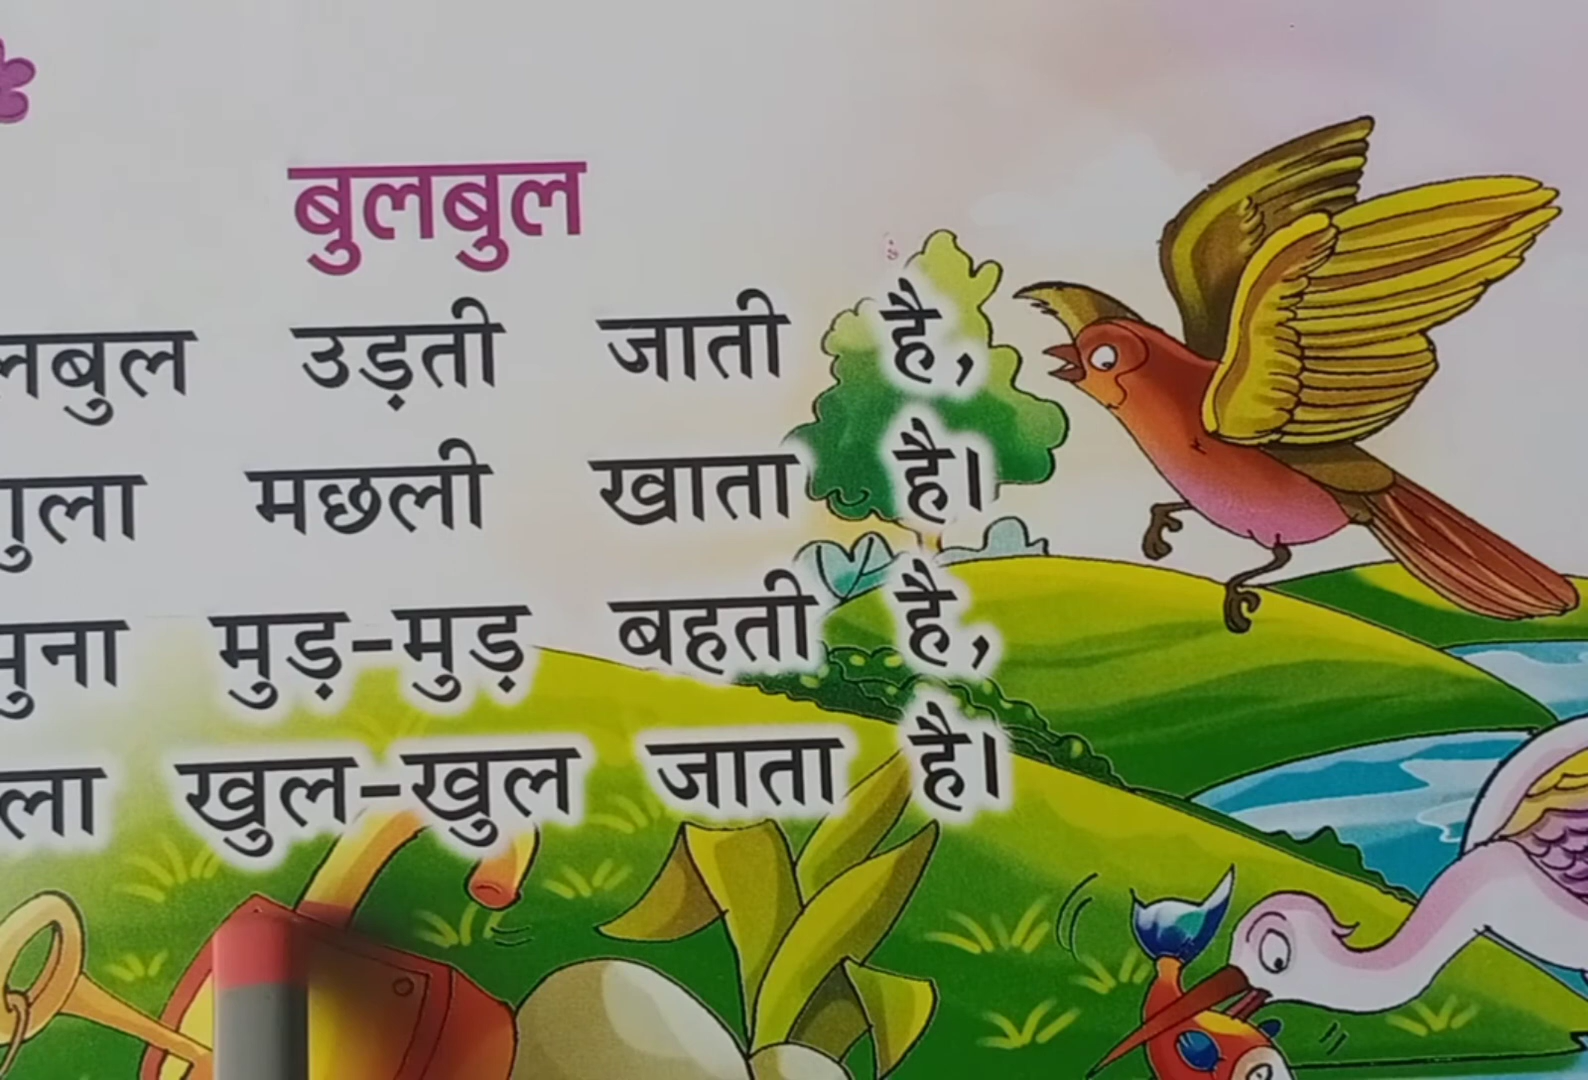 बुलबुल
लबुल उड़ती जाती है,
गुला मछली खाता है।
मुना मुड़-मुड़ बहती है,
ला खुल-खुल जाता है।